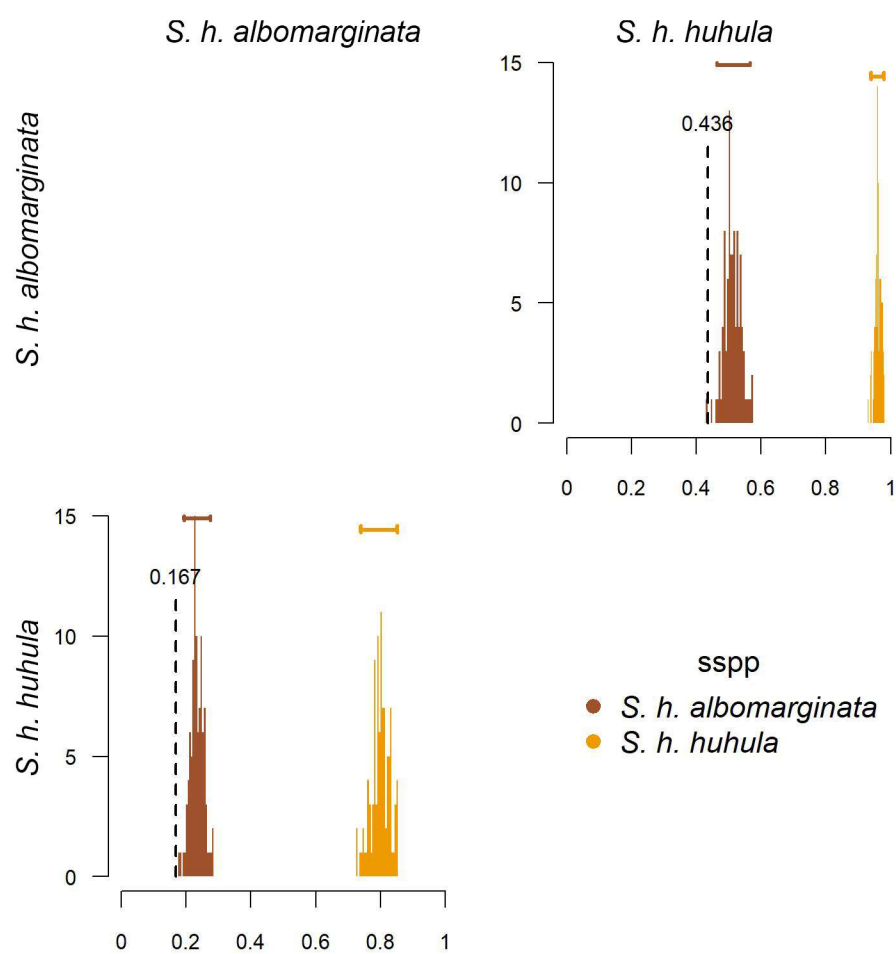 S. h. albomarginata
S. h. huhula
S. h. albomarginata
15
10
5
0
0.436
0 0.2 0.4 0.6 0.8 1
S. h. huhula
15
10
5
0
0.167
0 0.2 0.4 0.6 0.8 1
sspp
S. h. albomarginata
S. h. huhula